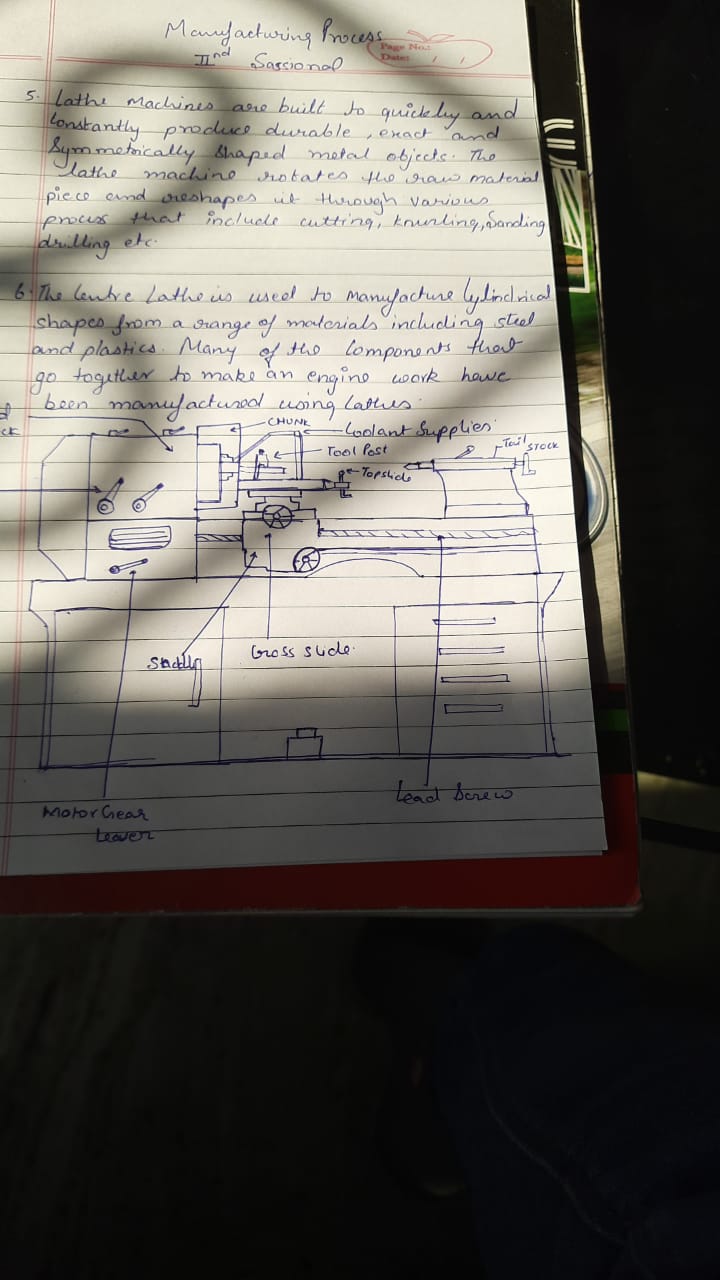 Manufacturing Process
IInd Sassional
Page No.:
Date: / /
5. Lathe Machines are built to quickly and
Constantly produce durable, exact and
Symmetrically Shaped metal objects. The
lathe machine rotates the raw material
piece and reshapes it through various
process that include cutting, knurling, Sanding
drilling etc.
6. The Centre Lathe is used to manufacture Cylindrical
shapes from a range of materials including steel
and plastics. Many of the Components that
go together to make an engine work have
been manufactured using Lathes.
CHUNK
Coolant Supplies
Tool Post
Tail STOCK
Topslide
Cross slide
Lead Screw
Motor Gear
Leaver